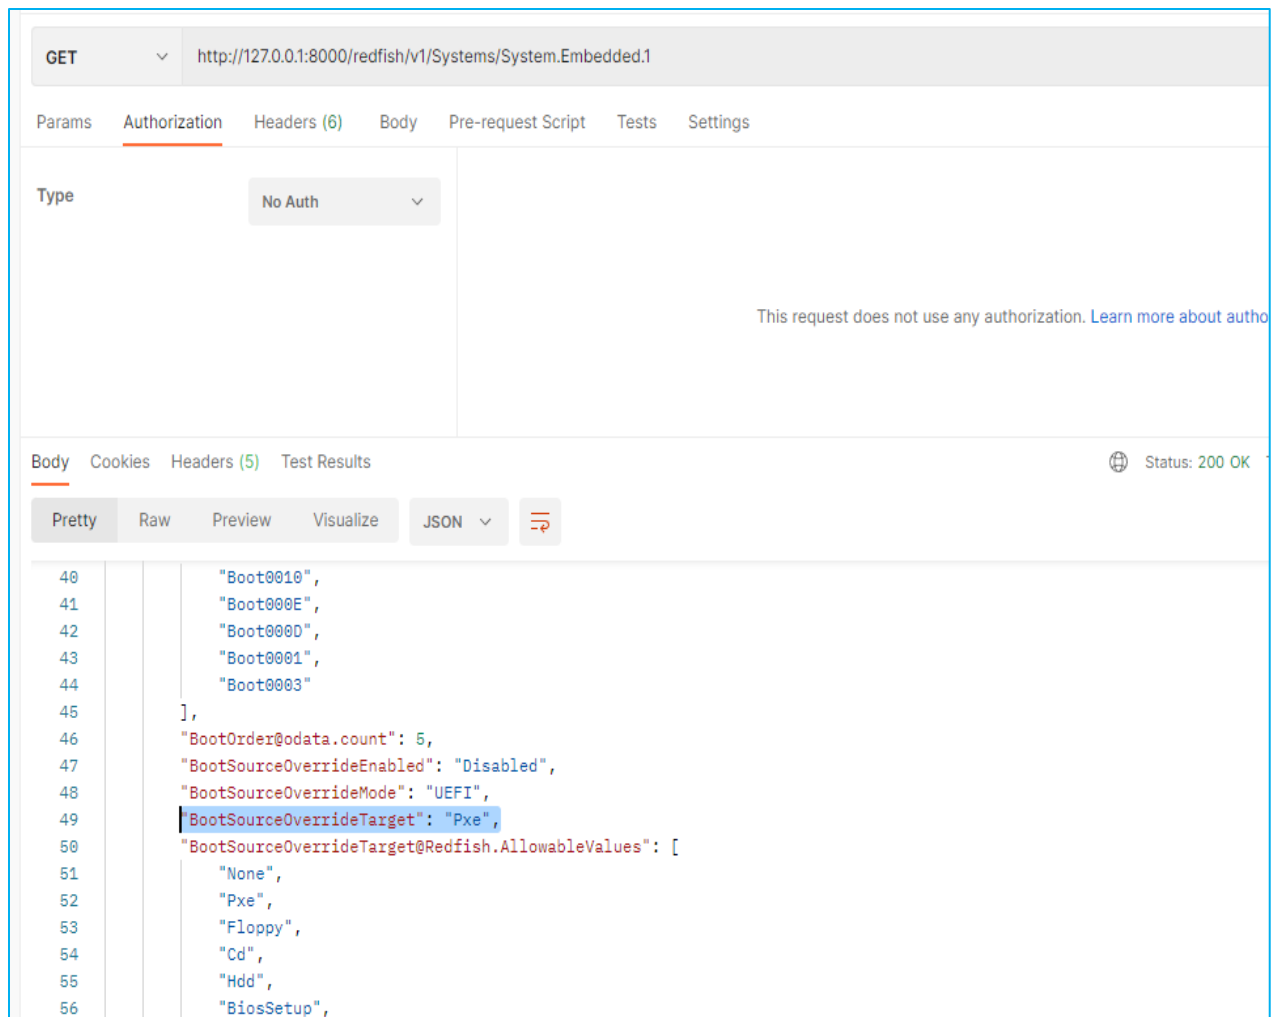 GET http://127.0.0.1:8000/redfish/v1/Systems/System.Embedded.1
Params Authorization Headers (6) Body Pre-request Script Tests Settings
Type No Auth
This request does not use any authorization. Learn more about autho
Body Cookies Headers (5) Test Results Status: 200 OK
Pretty Raw Preview Visualize JSON
40 "Boot0010",
41 "Boot000E",
42 "Boot000D",
43 "Boot0001",
44 "Boot0003"
45 ],
46 "BootOrder@odata.count": 5,
47 "BootSourceOverrideEnabled": "Disabled",
48 "BootSourceOverrideMode": "UEFI",
49 "BootSourceOverrideTarget": "Pxe",
50 "BootSourceOverrideTarget@Redfish.AllowableValues": [
51 "None",
52 "Pxe",
53 "Floppy",
54 "Cd",
55 "Hdd",
56 "BiosSetup",